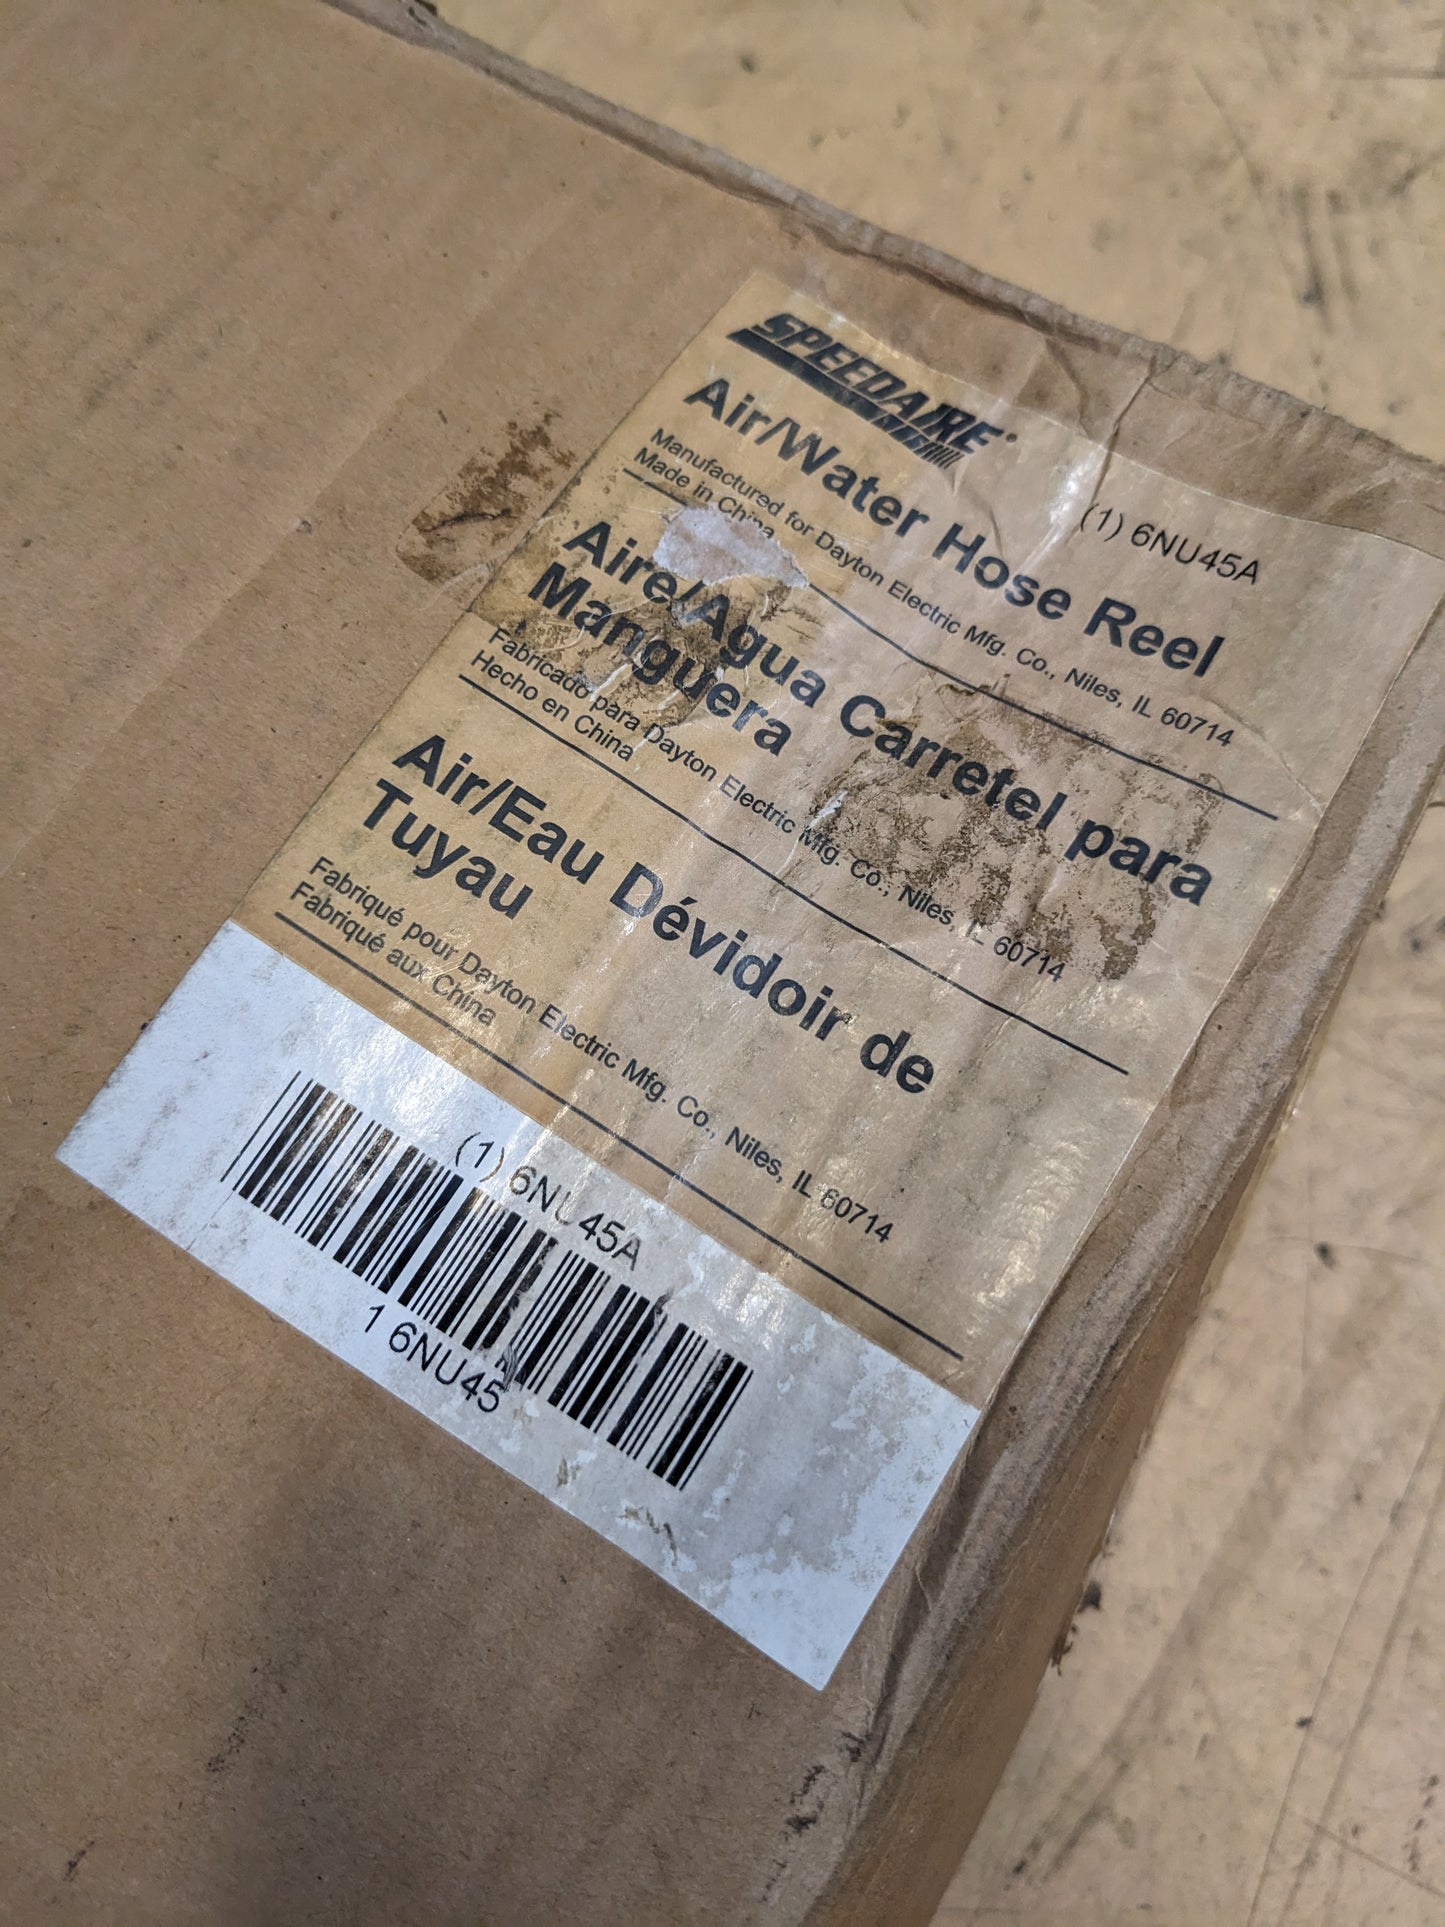 SPEEDAIRE®
(1) 6NU45A
Air/Water Hose Reel
Manufactured for Dayton Electric Mfg. Co., Niles, IL 60714
Made in China
Aire/Agua Carretel para
Manguera
Fabricado para Dayton Electric Mfg. Co., Niles, IL 60714
Hecho en China
Air/Eau Dévidoir de
Tuyau
Fabriqué pour Dayton Electric Mfg. Co., Niles, IL 60714
Fabriqué aux China
(1) 6NU45A
1 6NU45